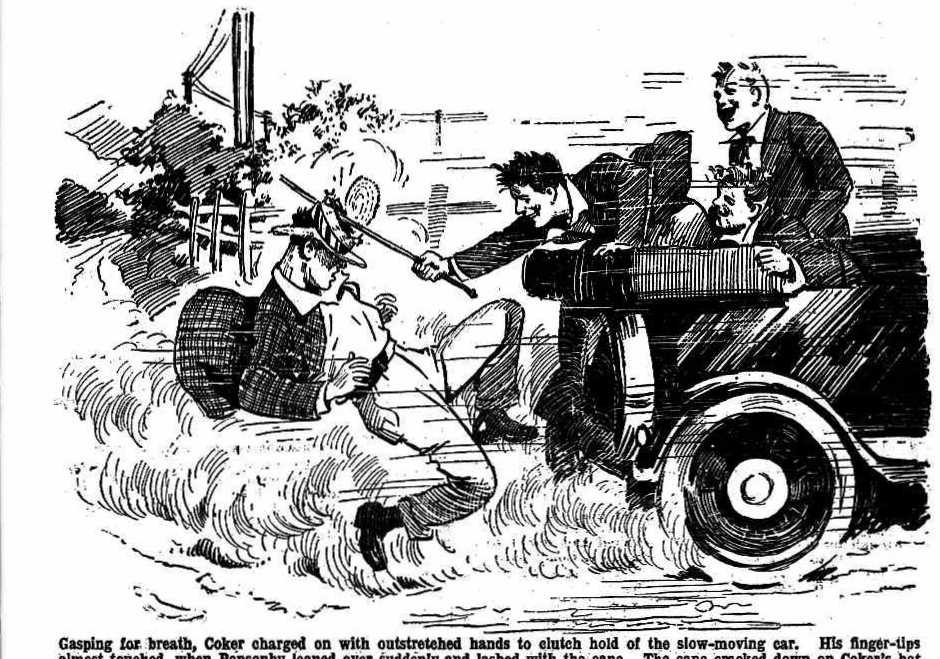 Gasping for breath, Coker charged on with outstretched hands to clutch hold of the slow-moving car. His finger-tips
almost touched, when Ponsonby leaned over suddenly and lashed with the cane. The cane smacked down on Coker's hat